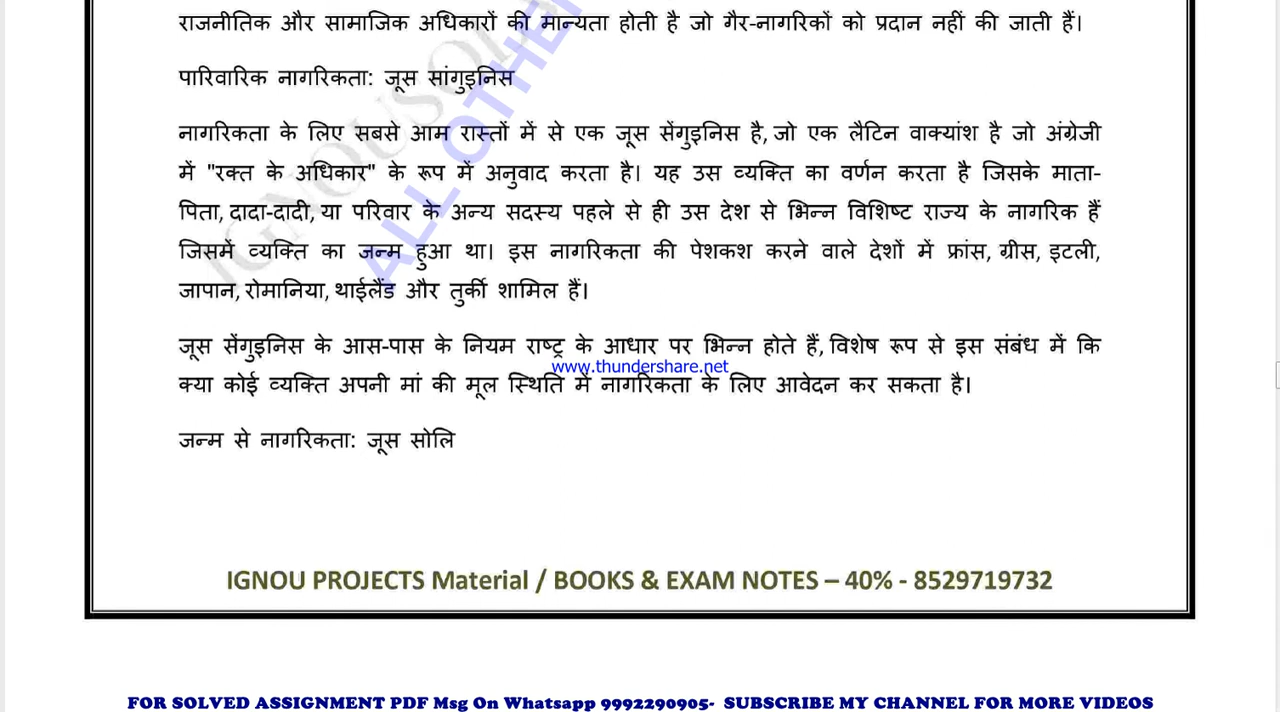 राजनीतिक और सामाजिक अधिकारों की मान्यता होती है जो गैर-नागरिकों को प्रदान नहीं की जाती हैं।
पारिवारिक नागरिकता: जूस सांगुइनिस
नागरिकता के लिए सबसे आम रास्तों में से एक जूस सेंगुइनिस है, जो एक लैटिन वाक्यांश है जो अंग्रेजी
में "रक्त के अधिकार" के रूप में अनुवाद करता है। यह उस व्यक्ति का वर्णन करता है जिसके माता-
पिता, दादा-दादी, या परिवार के अन्य सदस्य पहले से ही उस देश से भिन्न विशिष्ट राज्य के नागरिक हैं
जिसमें व्यक्ति का जन्म हुआ था। इस नागरिकता की पेशकश करने वाले देशों में फ्रांस, ग्रीस, इटली,
जापान, रोमानिया, थाईलैंड और तुर्की शामिल हैं।
जूस सेंगुइनिस के आस-पास के नियम राष्ट्र के आधार पर भिन्न होते हैं, विशेष रूप से इस संबंध में कि
www.thundershare.net
क्या कोई व्यक्ति अपनी मां की मूल स्थिति में नागरिकता के लिए आवेदन कर सकता है।
जन्म से नागरिकता: जूस सोलि
IGNOUSOL
ALL OTHE
IGNOU PROJECTS Material / BOOKS & EXAM NOTES – 40% - 8529719732
FOR SOLVED ASSIGNMENT PDF Msg On Whatsapp 9992290905- SUBSCRIBE MY CHANNEL FOR MORE VIDEOS